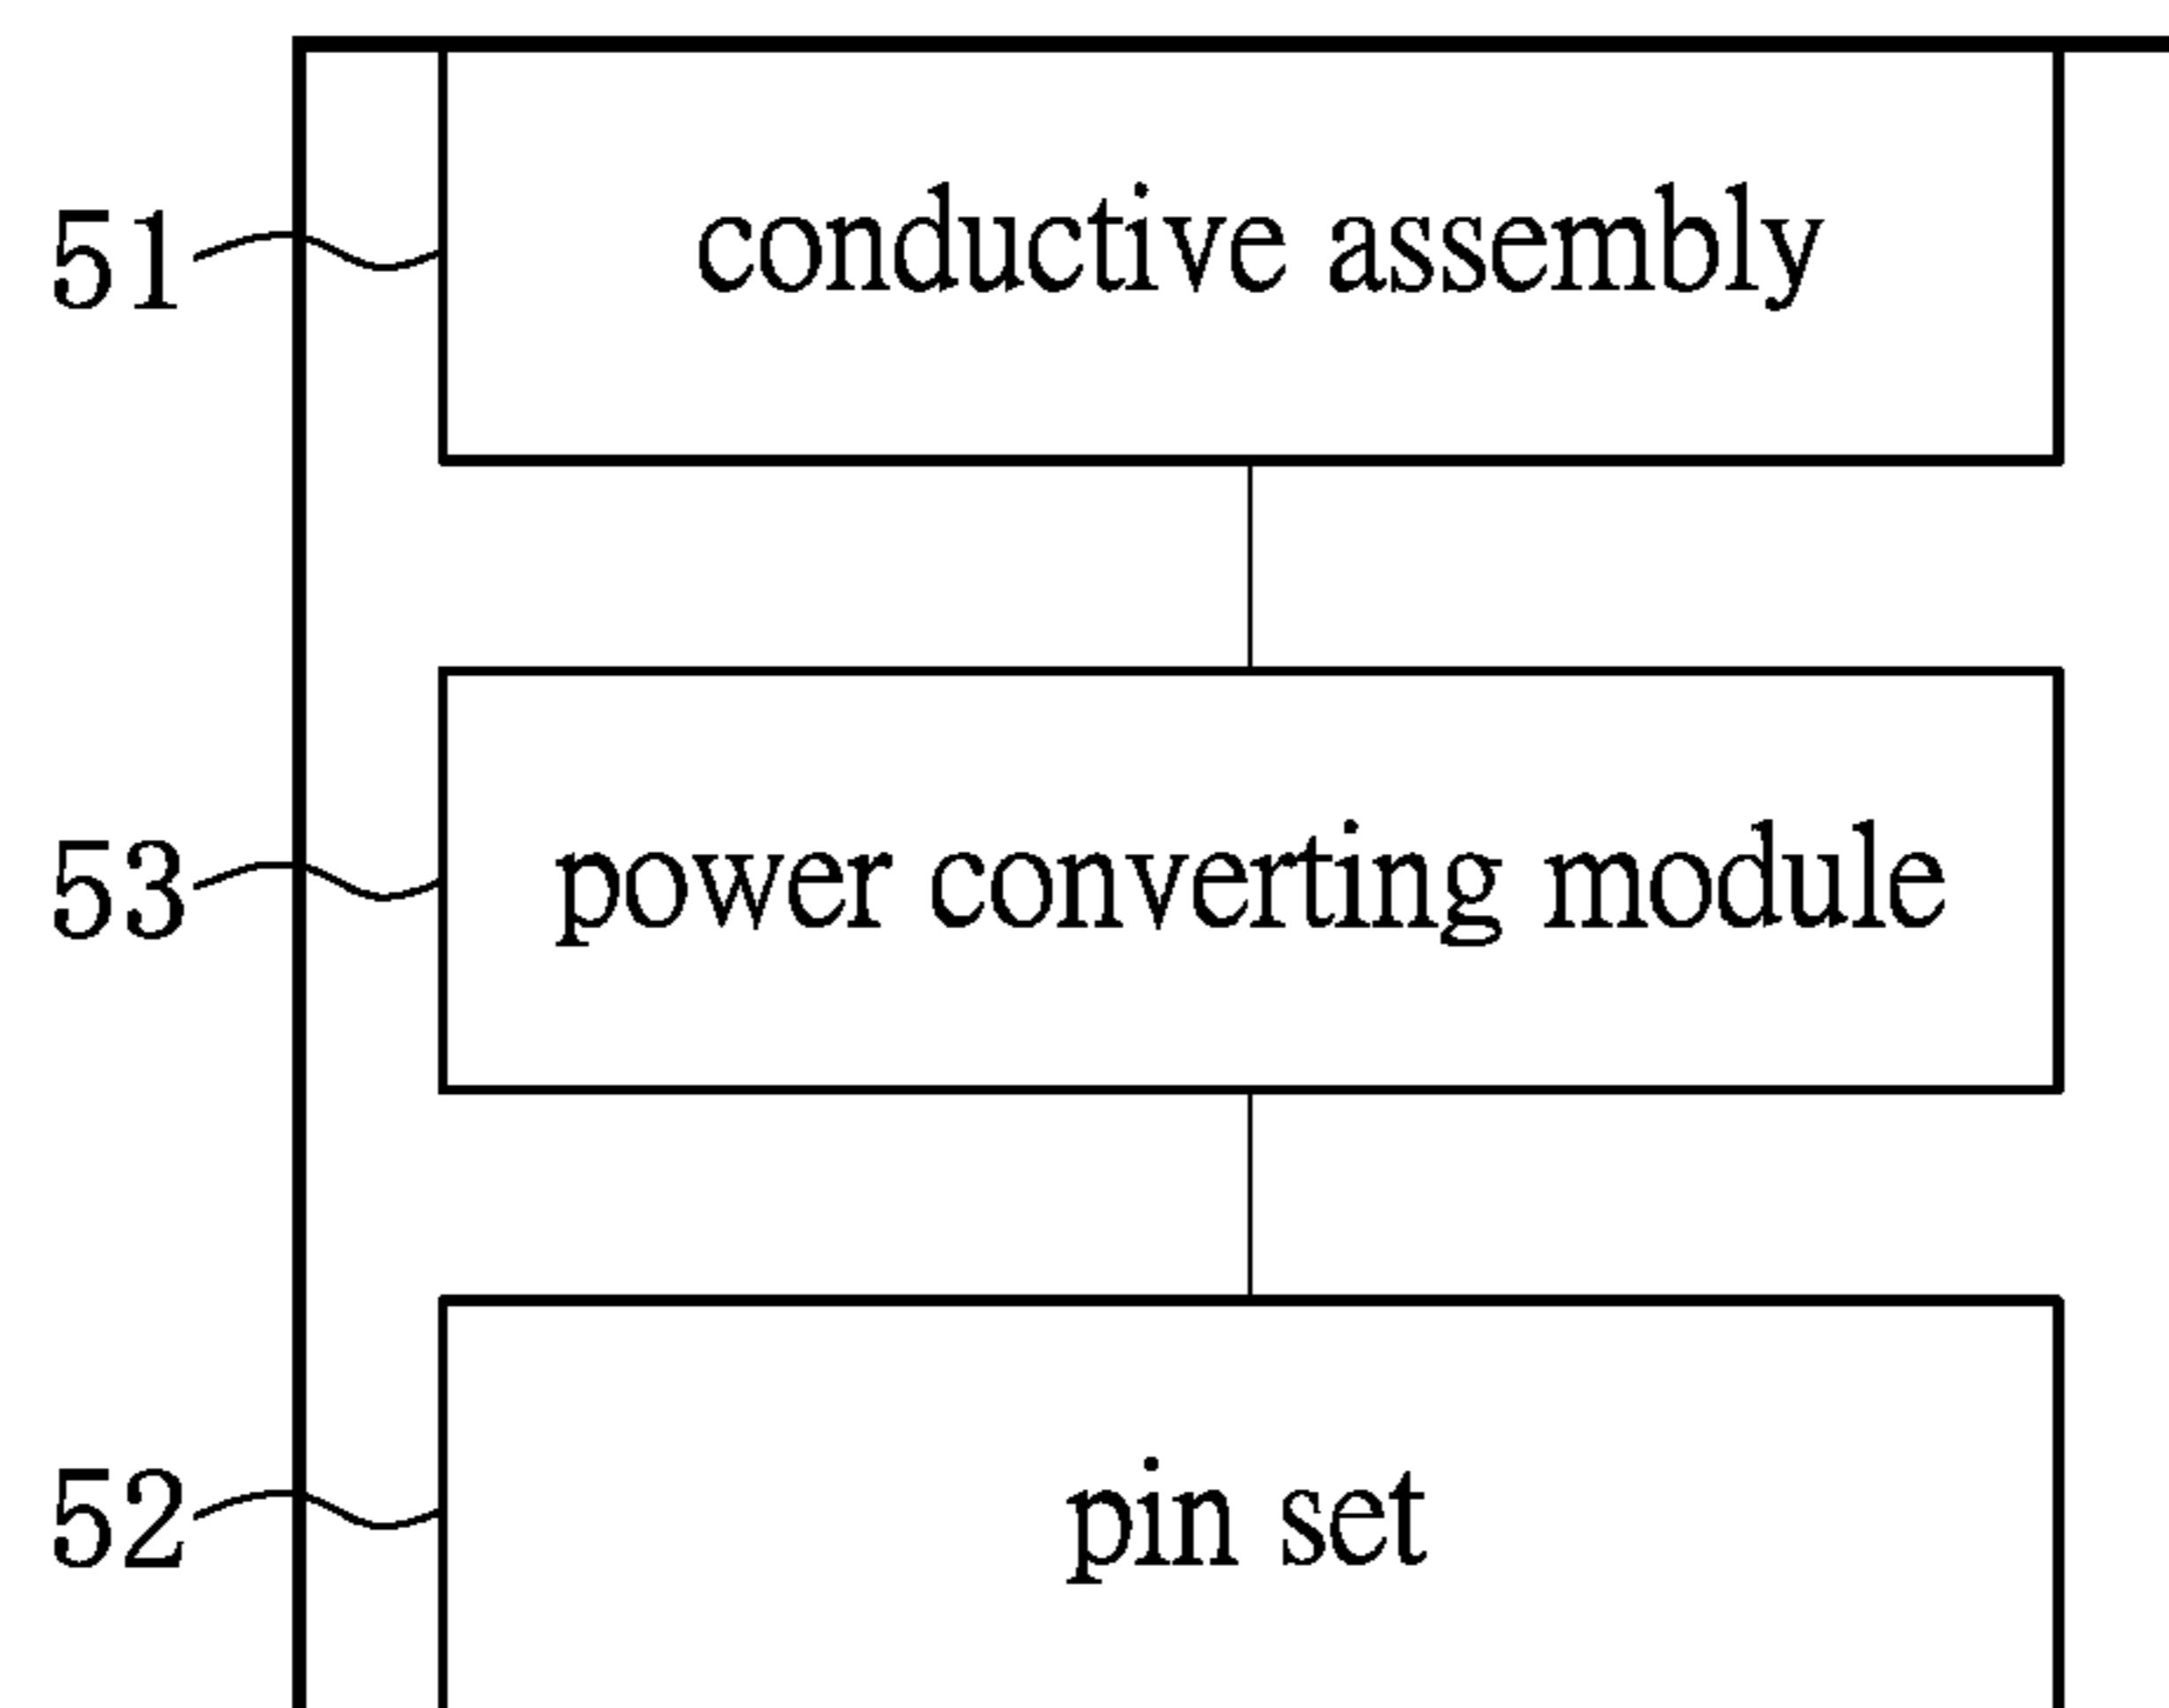 51 conductive assembly
53 power converting module
52 pin set